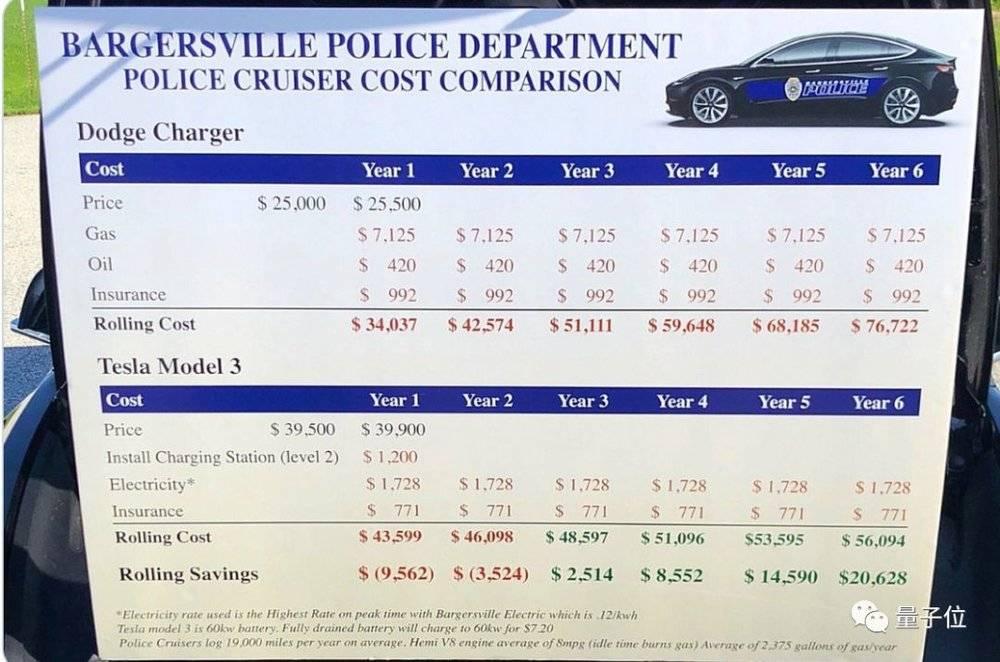 BARGERSVILLE POLICE DEPARTMENT
POLICE CRUISER COST COMPARISON
BARGERSVILLE
POLICE
Dodge Charger
Cost Year 1 Year 2 Year 3 Year 4 Year 5 Year 6
Price $ 25,000 $ 25,500
Gas $ 7,125 $ 7,125 $ 7,125 $ 7,125 $ 7,125 $ 7,125
Oil $ 420 $ 420 $ 420 $ 420 $ 420 $ 420
Insurance $ 992 $ 992 $ 992 $ 992 $ 992 $ 992
Rolling Cost $ 34,037 $ 42,574 $ 51,111 $ 59,648 $ 68,185 $ 76,722
Tesla Model 3
Cost Year 1 Year 2 Year 3 Year 4 Year 5 Year 6
Price $ 39,500 $ 39,900
Install Charging Station (level 2) $ 1,200
Electricity* $ 1,728 $ 1,728 $ 1,728 $ 1,728 $ 1,728 $ 1,728
Insurance $ 771 $ 771 $ 771 $ 771 $ 771 $ 771
Rolling Cost $ 43,599 $ 46,098 $ 48,597 $ 51,096 $53,595 $ 56,094
Rolling Savings $ (9,562) $ (3,524) $ 2,514 $ 8,552 $ 14,590 $20,628
*Electricity rate used is the Highest Rate on peak time with Bargersville Electric which is .12/kwh
Tesla model 3 is 60kw battery. Fully drained battery will charge to 60kw for $7.20
Police Cruisers log 19,000 miles per year on average. Hemi V8 engine average of 8mpg (idle time burns gas) Average of 2,375 gallons of gas/year
量子位